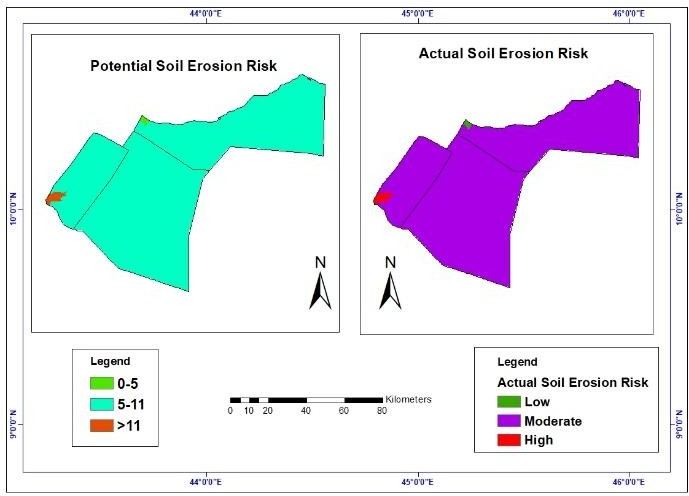 44°0'0"E 45°0'0"E 46°0'0"E
Potential Soil Erosion Risk
Actual Soil Erosion Risk
10°0'0"N 10°0'0"N
N N
Legend
0-5
5-11
>11
0 5 10 20 40 60 80 Kilometers
Legend
Actual Soil Erosion Risk
Low
Moderate
High
9°0'0"N 9°0'0"N
44°0'0"E 45°0'0"E 46°0'0"E